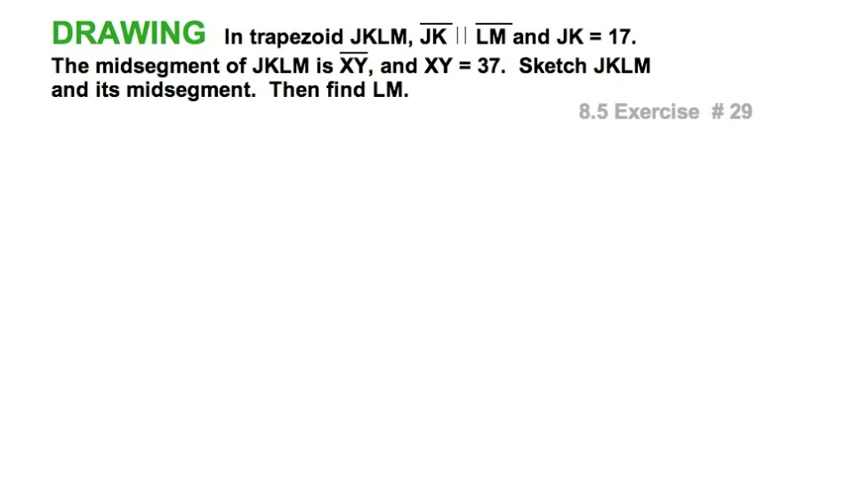 DRAWING In trapezoid JKLM, JK || LM and JK = 17.
The midsegment of JKLM is XY, and XY = 37. Sketch JKLM
and its midsegment. Then find LM.
8.5 Exercise # 29